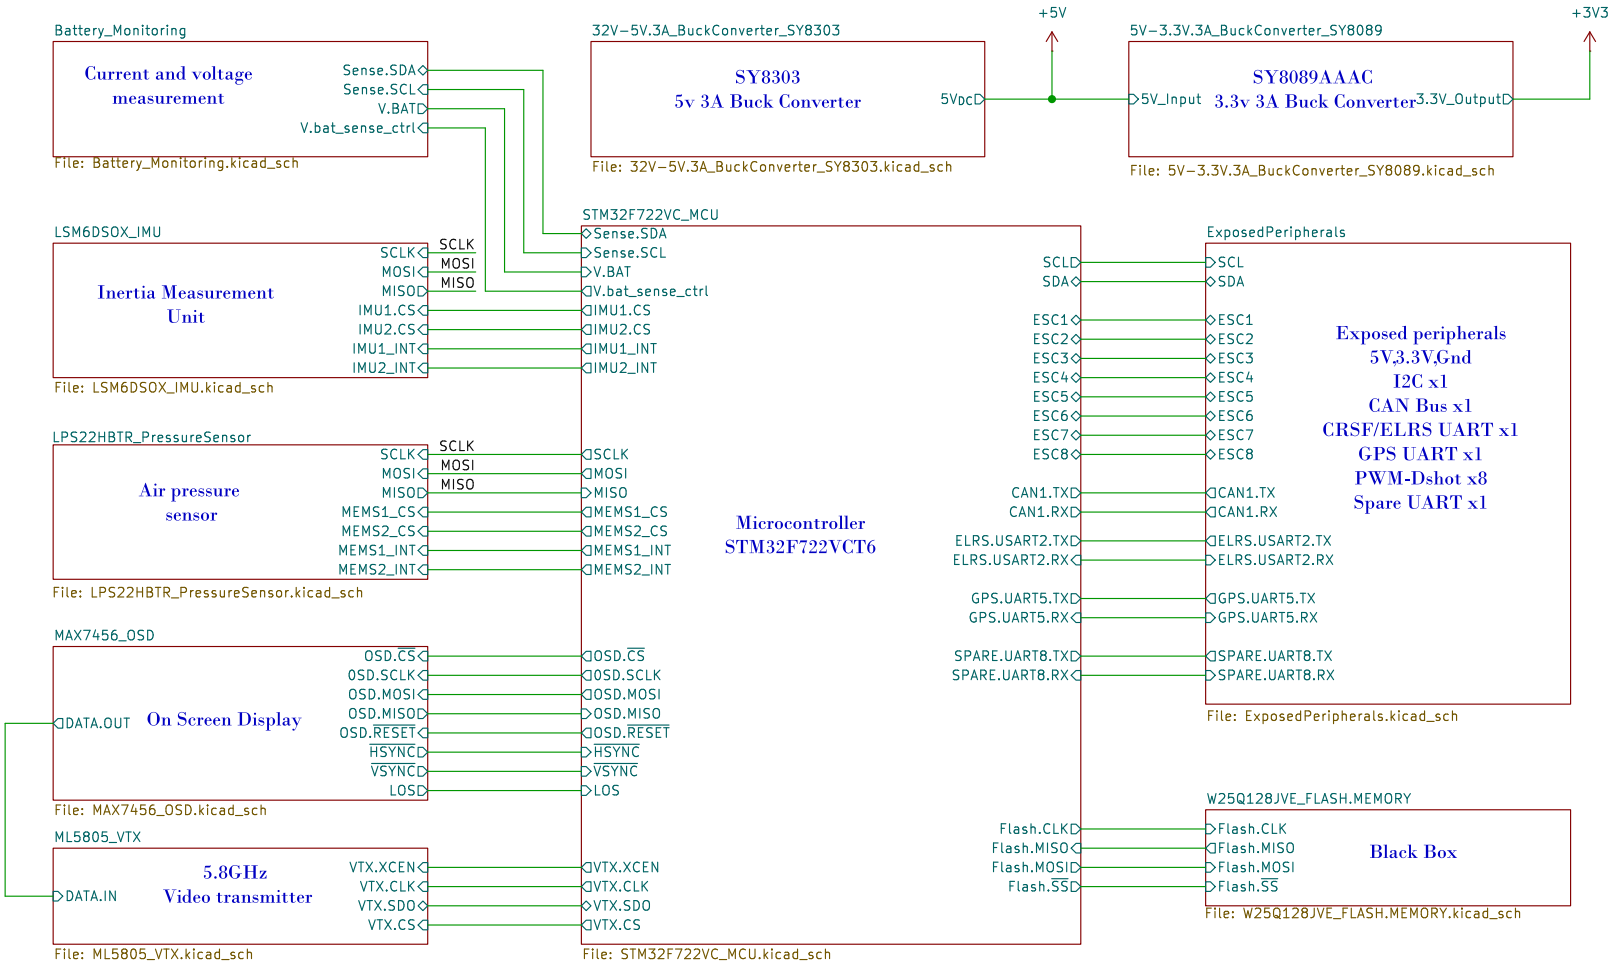 +5V
+3V3
Battery_Monitoring
Current and voltage
measurement
Sense.SDA
Sense.SCL
V.BAT
V.bat_sense_ctrl
File: Battery_Monitoring.kicad_sch
32V-5V.3A_BuckConverter_SY8303
SY8303
5v 3A Buck Converter
5VDC
File: 32V-5V.3A_BuckConverter_SY8303.kicad_sch
5V-3.3V.3A_BuckConverter_SY8089
SY8089AAAC
3.3v 3A Buck Converter
5V_Input
3.3V_Output
File: 5V-3.3V.3A_BuckConverter_SY8089.kicad_sch
LSM6DSOX_IMU
Inertia Measurement
Unit
SCLK
MOSI
MISO
IMU1.CS
IMU2.CS
IMU1_INT
IMU2_INT
SCLK
MOSI
MISO
File: LSM6DSOX_IMU.kicad_sch
LPS22HBTR_PressureSensor
Air pressure
sensor
SCLK
MOSI
MISO
MEMS1_CS
MEMS2_CS
MEMS1_INT
MEMS2_INT
SCLK
MOSI
MISO
File: LPS22HBTR_PressureSensor.kicad_sch
MAX7456_OSD
DATA.OUT
On Screen Display
OSD.CS
OSD.SCLK
OSD.MOSI
OSD.MISO
OSD.RESET
HSYNC
VSYNC
LOS
File: MAX7456_OSD.kicad_sch
ML5805_VTX
5.8GHz
Video transmitter
DATA.IN
VTX.XCEN
VTX.CLK
VTX.SDO
VTX.CS
File: ML5805_VTX.kicad_sch
STM32F722VC_MCU
Sense.SDA
Sense.SCL
V.BAT
V.bat_sense_ctrl
IMU1.CS
IMU2.CS
IMU1_INT
IMU2_INT
SCLK
MOSI
MISO
MEMS1_CS
MEMS2_CS
MEMS1_INT
MEMS2_INT
OSD.CS
OSD.SCLK
OSD.MOSI
OSD.MISO
OSD.RESET
HSYNC
VSYNC
LOS
VTX.XCEN
VTX.CLK
VTX.SDO
VTX.CS
Microcontroller
STM32F722VCT6
SCL
SDA
ESC1
ESC2
ESC3
ESC4
ESC5
ESC6
ESC7
ESC8
CAN1.TX
CAN1.RX
ELRS.USART2.TX
ELRS.USART2.RX
GPS.UART5.TX
GPS.UART5.RX
SPARE.UART8.TX
SPARE.UART8.RX
Flash.CLK
Flash.MISO
Flash.MOSI
Flash.SS
File: STM32F722VC_MCU.kicad_sch
ExposedPeripherals
SCL
SDA
ESC1
ESC2
ESC3
ESC4
ESC5
ESC6
ESC7
ESC8
CAN1.TX
CAN1.RX
ELRS.USART2.TX
ELRS.USART2.RX
GPS.UART5.TX
GPS.UART5.RX
SPARE.UART8.TX
SPARE.UART8.RX
Exposed peripherals
5V,3.3V,Gnd
I2C x1
CAN Bus x1
CRSF/ELRS UART x1
GPS UART x1
PWM-Dshot x8
Spare UART x1
File: ExposedPeripherals.kicad_sch
W25Q128JVE_FLASH.MEMORY
Flash.CLK
Flash.MISO
Flash.MOSI
Flash.SS
Black Box
File: W25Q128JVE_FLASH.MEMORY.kicad_sch